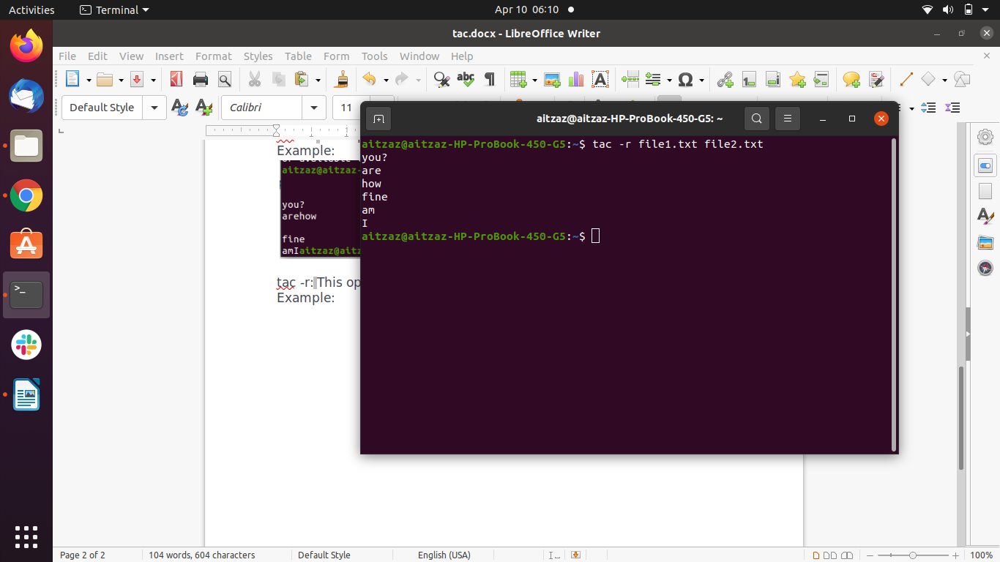 Activities Terminal Apr 10 06:10
tac.docx - LibreOffice Writer
File Edit View Insert Format Styles Table Form Tools Window Help
Default Style Calibri 11
aitzaz@aitzaz-HP-ProBook-450-G5: ~
aitzaz@aitzaz-HP-ProBook-450-G5:~$ tac -r file1.txt file2.txt
you?
are
how
fine
am
I
aitzaz@aitzaz-HP-ProBook-450-G5:~$
Example:
aitzaz@aitzaz-
you?
arehow
fine
amIaitzaz@aitz
tac -r: This op
Example:
Page 2 of 2 104 words, 604 characters Default Style English (USA) 100%